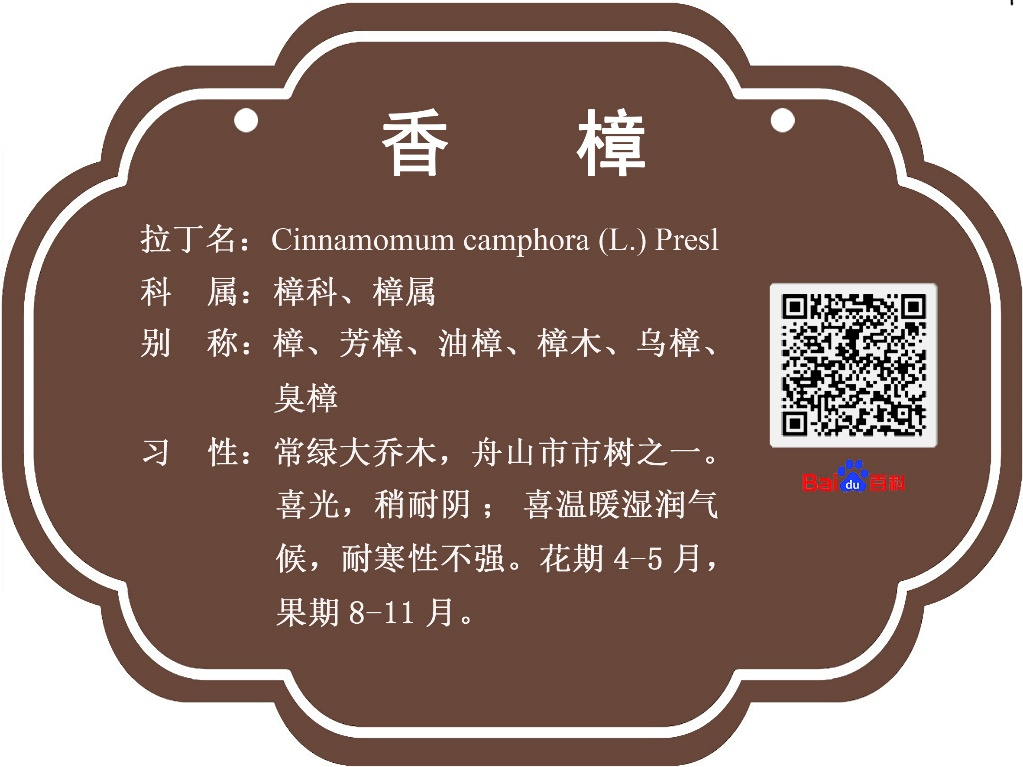 香 樟
拉丁名：Cinnamomum camphora (L.) Presl
科 属：樟科、樟属
别 称：樟、芳樟、油樟、樟木、乌樟、
臭樟
习 性：常绿大乔木，舟山市市树之一。
喜光，稍耐阴； 喜温暖湿润气
候，耐寒性不强。花期 4-5 月，
果期 8-11 月。
Bai du 百科